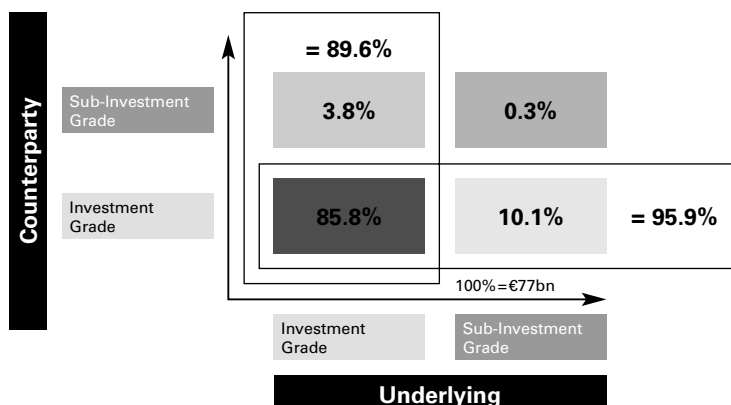 = 89.6%
Counterparty
Sub-Investment
Grade
3.8%
0.3%
Investment
Grade
85.8%
10.1%
= 95.9%
100%=€77bn
Investment
Grade
Sub-Investment
Grade
Underlying